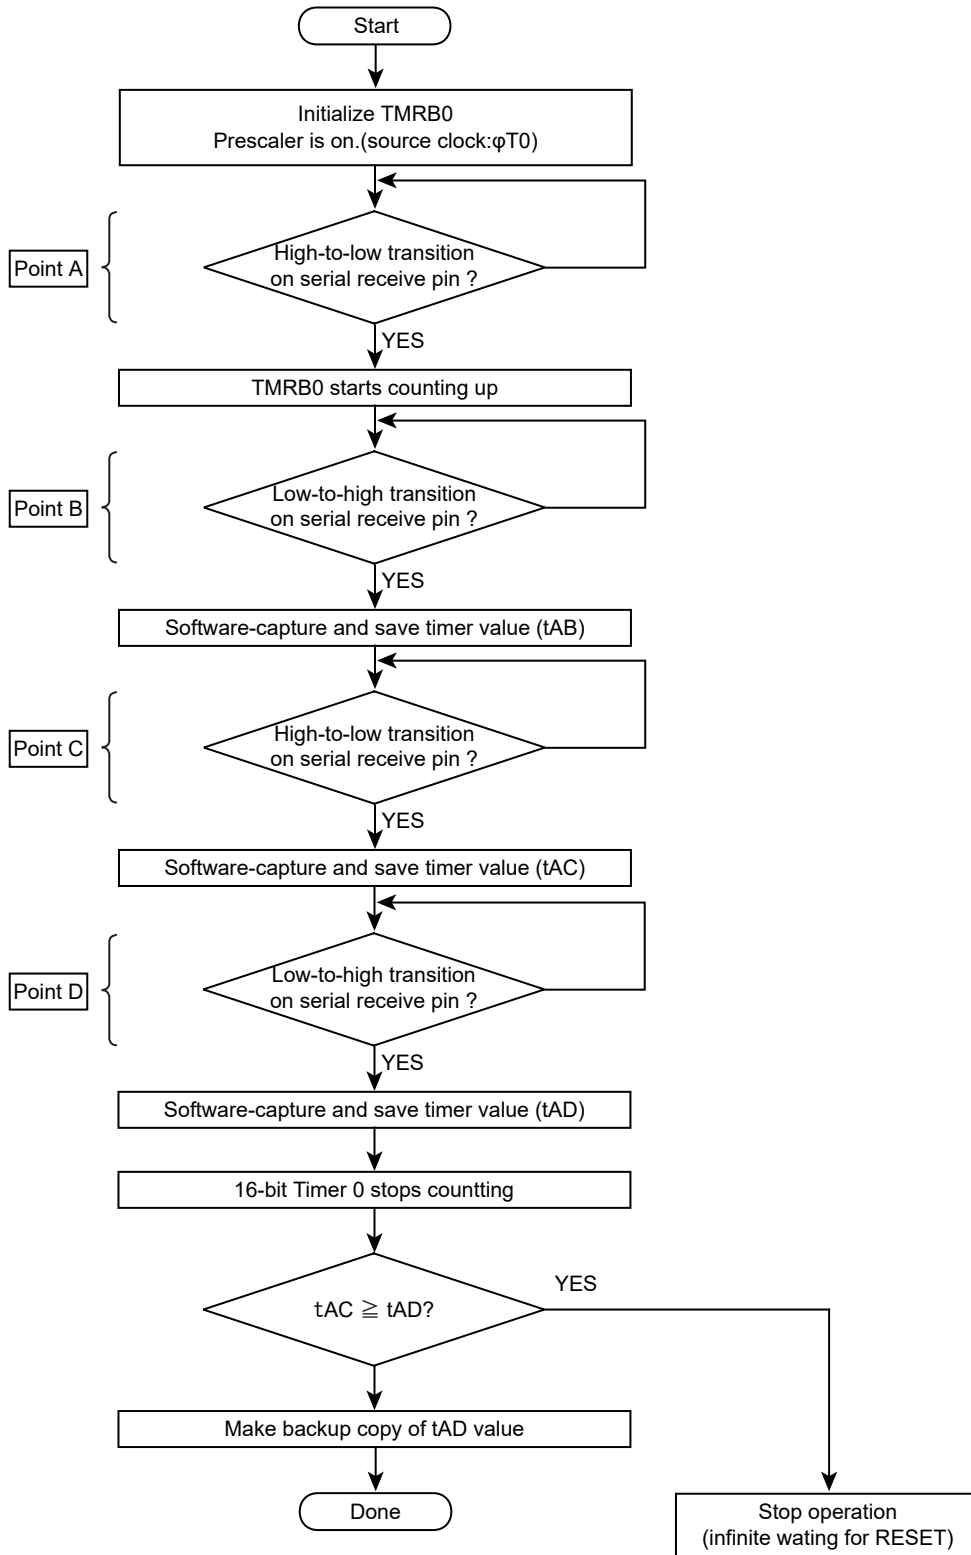 Start
Initialize TMRB0
Prescaler is on.(source clock:φT0)
Point A
High-to-low transition
on serial receive pin ?
YES
TMRB0 starts counting up
Point B
Low-to-high transition
on serial receive pin ?
YES
Software-capture and save timer value (tAB)
Point C
High-to-low transition
on serial receive pin ?
YES
Software-capture and save timer value (tAC)
Point D
Low-to-high transition
on serial receive pin ?
YES
Software-capture and save timer value (tAD)
16-bit Timer 0 stops countting
tAC ≧ tAD?
YES
Make backup copy of tAD value
Done
Stop operation
(infinite wating for RESET)